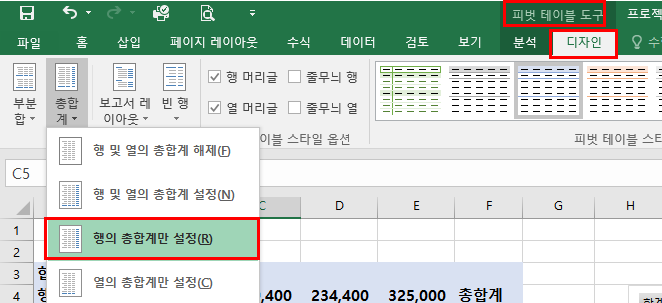 피벗 테이블 도구
파일 홈 삽입 페이지 레이아웃 수식 데이터 검토 보기 분석 디자인
부분합 총합계 보고서 레이아웃 빈 행
행 머리글 줄무늬 행
열 머리글 줄무늬 열
이블 스타일 옵션 피벗 테이블 스타
행 및 열의 총합계 해제(F)
행 및 열의 총합계 설정(N)
행의 총합계만 설정(R)
열의 총합계만 설정(C)
C5
C D E F G H
1
2
3
4 ,400 234,400 325,000 총합계